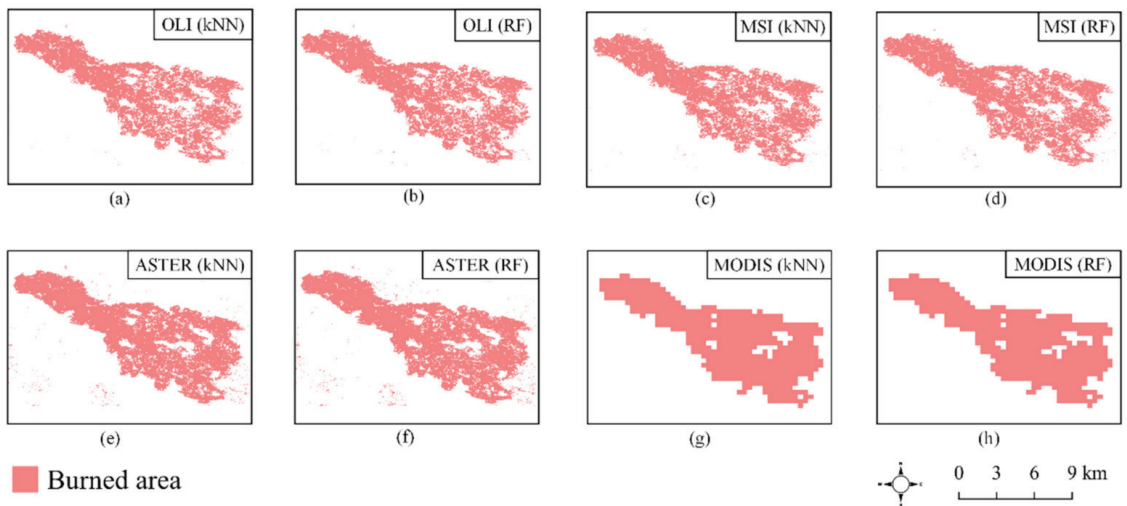 OLI (kNN)
OLI (RF)
MSI (kNN)
MSI (RF)
(a)
(b)
(c)
(d)
ASTER (kNN)
ASTER (RF)
MODIS (kNN)
MODIS (RF)
(e)
(f)
(g)
(h)
Burned area
0 3 6 9 km